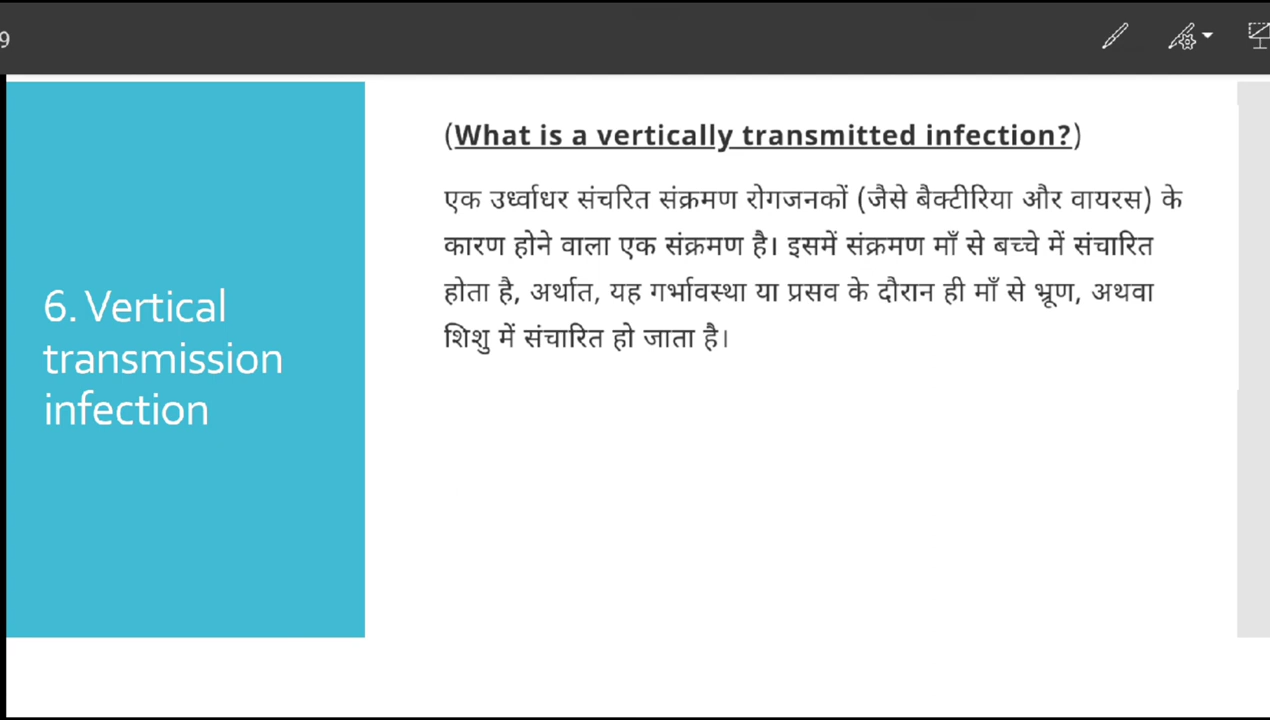 9
6. Vertical
transmission
infection
(What is a vertically transmitted infection?)
एक उर्ध्वाधर संचरित संक्रमण रोगजनकों (जैसे बैक्टीरिया और वायरस) के
कारण होने वाला एक संक्रमण है। इसमें संक्रमण माँ से बच्चे में संचारित
होता है, अर्थात, यह गर्भावस्था या प्रसव के दौरान ही माँ से भ्रूण, अथवा
शिशु में संचारित हो जाता है।